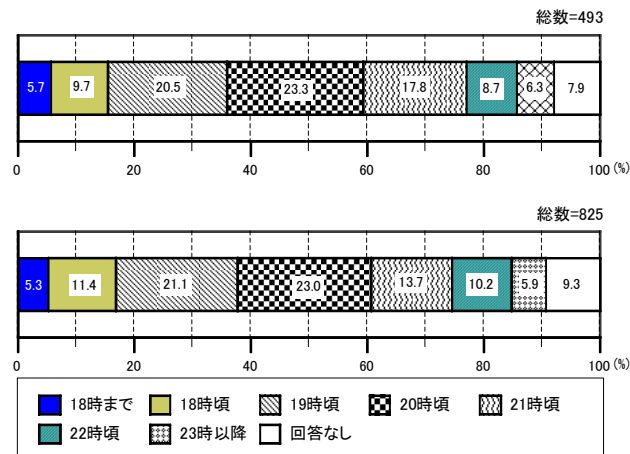 総数=493
5.7 9.7 20.5 23.3 17.8 8.7 6.3 7.9
0 20 40 60 80 100 (%)
総数=825
5.3 11.4 21.1 23.0 13.7 10.2 5.9 9.3
0 20 40 60 80 100 (%)
18時まで 18時頃 19時頃 20時頃 21時頃
22時頃 23時以降 回答なし